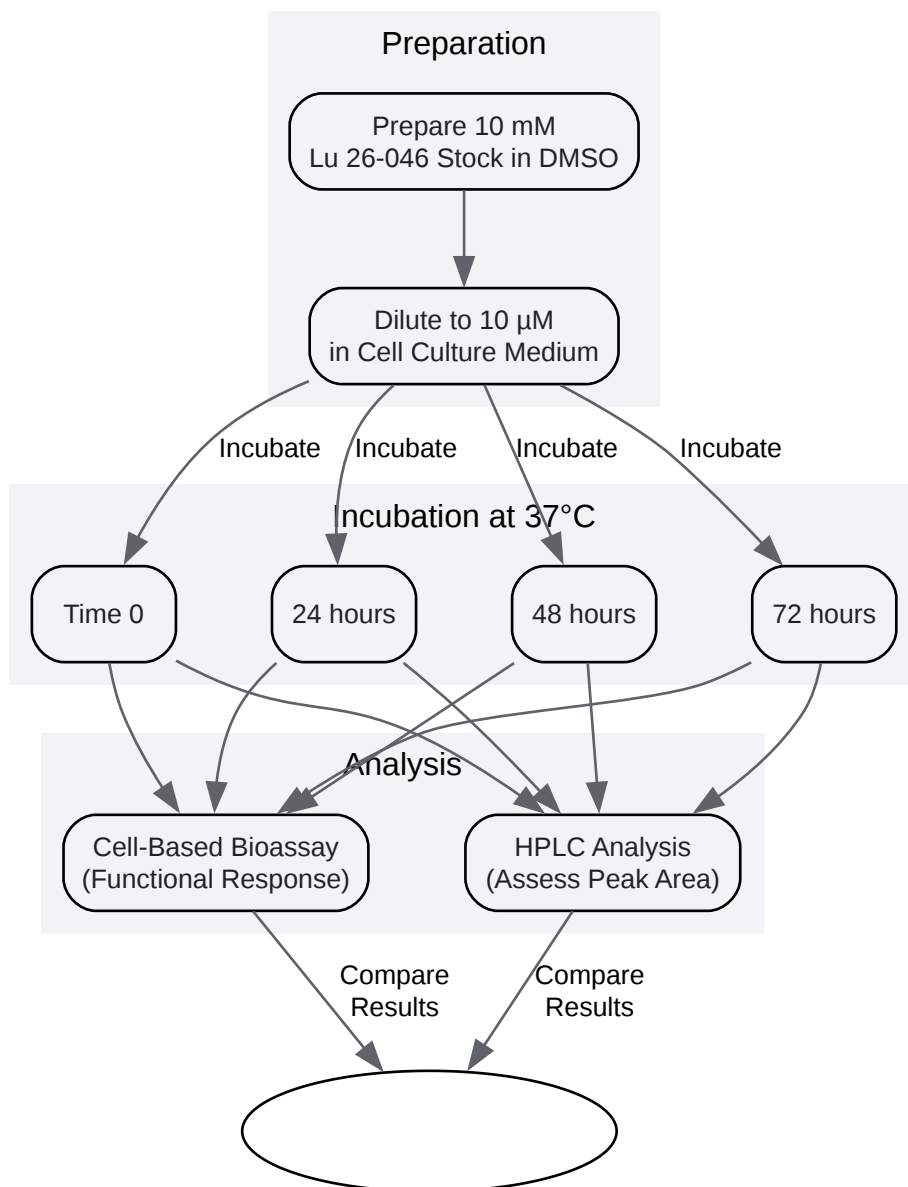 Preparation
Prepare 10 mM
Lu 26-046 Stock in DMSO
Dilute to 10 µM
in Cell Culture Medium
Incubate
Incubate
Incubate
Incubate
Incubation at 37°C
Time 0
24 hours
48 hours
72 hours
Analysis
Cell-Based Bioassay
(Functional Response)
HPLC Analysis
(Assess Peak Area)
Compare
Results
Compare
Results